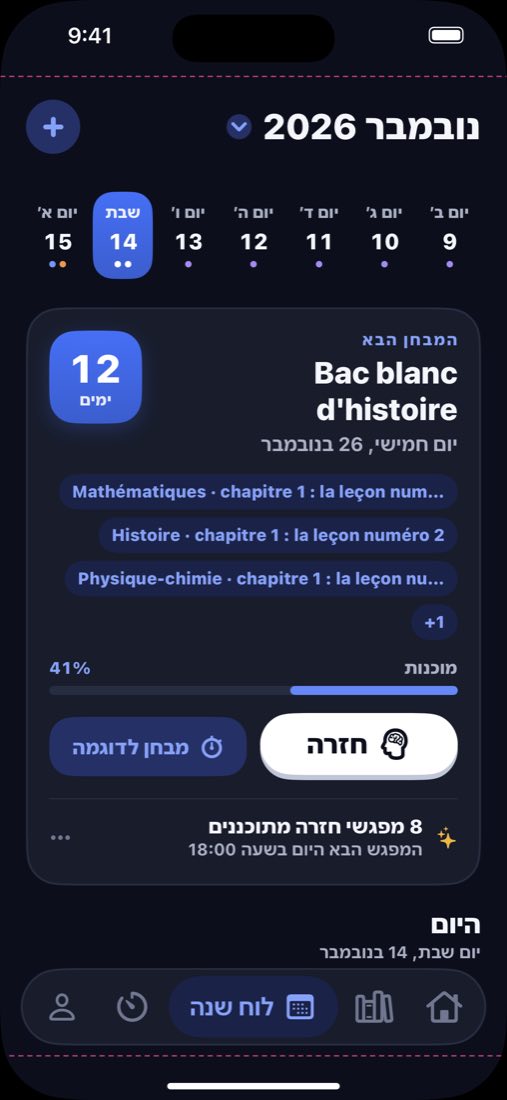 9:41
נובמבר 2026
יום ב׳ יום ג׳ יום ד׳ יום ה׳ יום ו׳ שבת יום א׳
9 10 11 12 13 14 15
המבחן הבא
Bac blanc
d'histoire
יום חמישי, 26 בנובמבר
12
ימים
Mathématiques · chapitre 1 : la leçon num...
Histoire · chapitre 1 : la leçon numéro 2
Physique-chimie · chapitre 1 : la leçon nu...
+1
מוכנות 41%
חזרה
מבחן לדוגמה
8 מפגשי חזרה מתוכננים
המפגש הבא היום בשעה 18:00
היום
יום שבת, 14 בנובמבר
לוח שנה